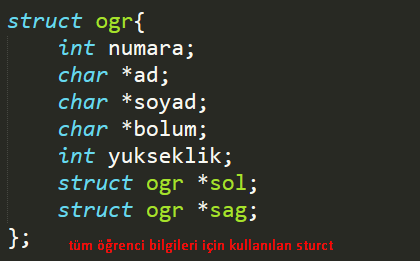 struct ogr{
    int numara;
    char *ad;
    char *soyad;
    char *bolum;
    int yukseklik;
    struct ogr *sol;
    struct ogr *sag;
};
tüm öğrenci bilgileri için kullanılan sturct